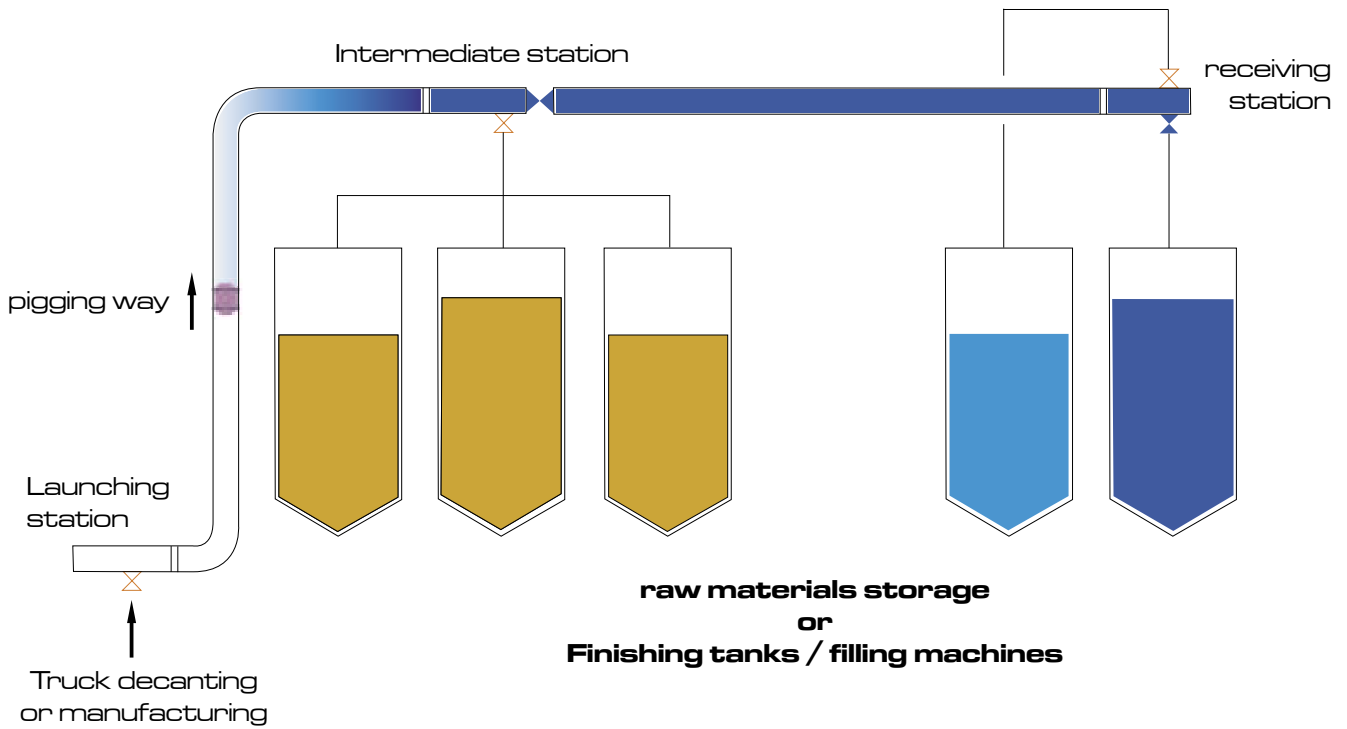 Intermediate station
receiving
station
pigging way
Launching
station
raw materials storage
or
Finishing tanks / filling machines
Truck decanting
or manufacturing